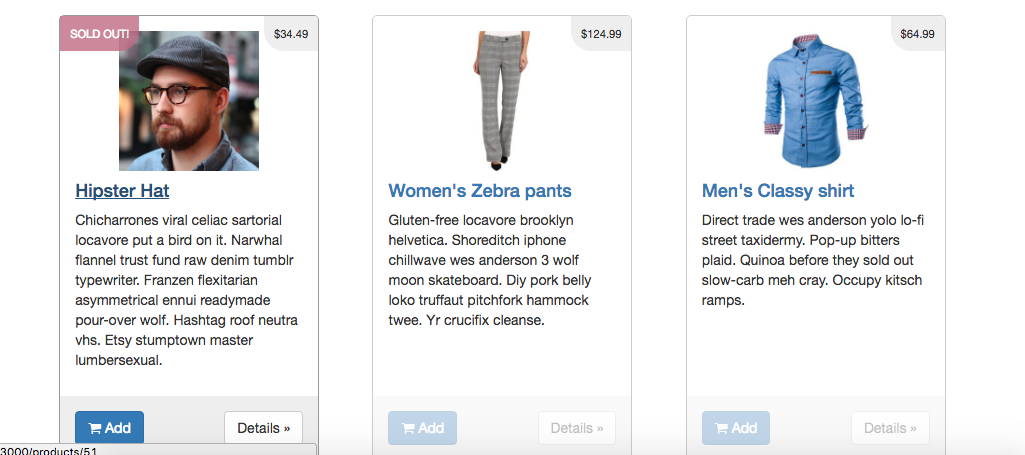 SOLD OUT!
$34.49
Hipster Hat
Chicharrones viral celiac sartorial
locavore put a bird on it. Narwhal
flannel trust fund raw denim tumblr
typewriter. Franzen flexitarian
asymmetrical ennui readymade
pour-over wolf. Hashtag roof neutra
vhs. Etsy stumptown master
lumbersexual.
Add
Details »
$124.99
Women's Zebra pants
Gluten-free locavore brooklyn
helvetica. Shoreditch iphone
chillwave wes anderson 3 wolf
moon skateboard. Diy pork belly
loko truffaut pitchfork hammock
twee. Yr crucifix cleanse.
Add
Details »
$64.99
Men's Classy shirt
Direct trade wes anderson yolo lo-fi
street taxidermy. Pop-up bitters
plaid. Quinoa before they sold out
slow-carb meh cray. Occupy kitsch
ramps.
Add
Details »
3000/products/51